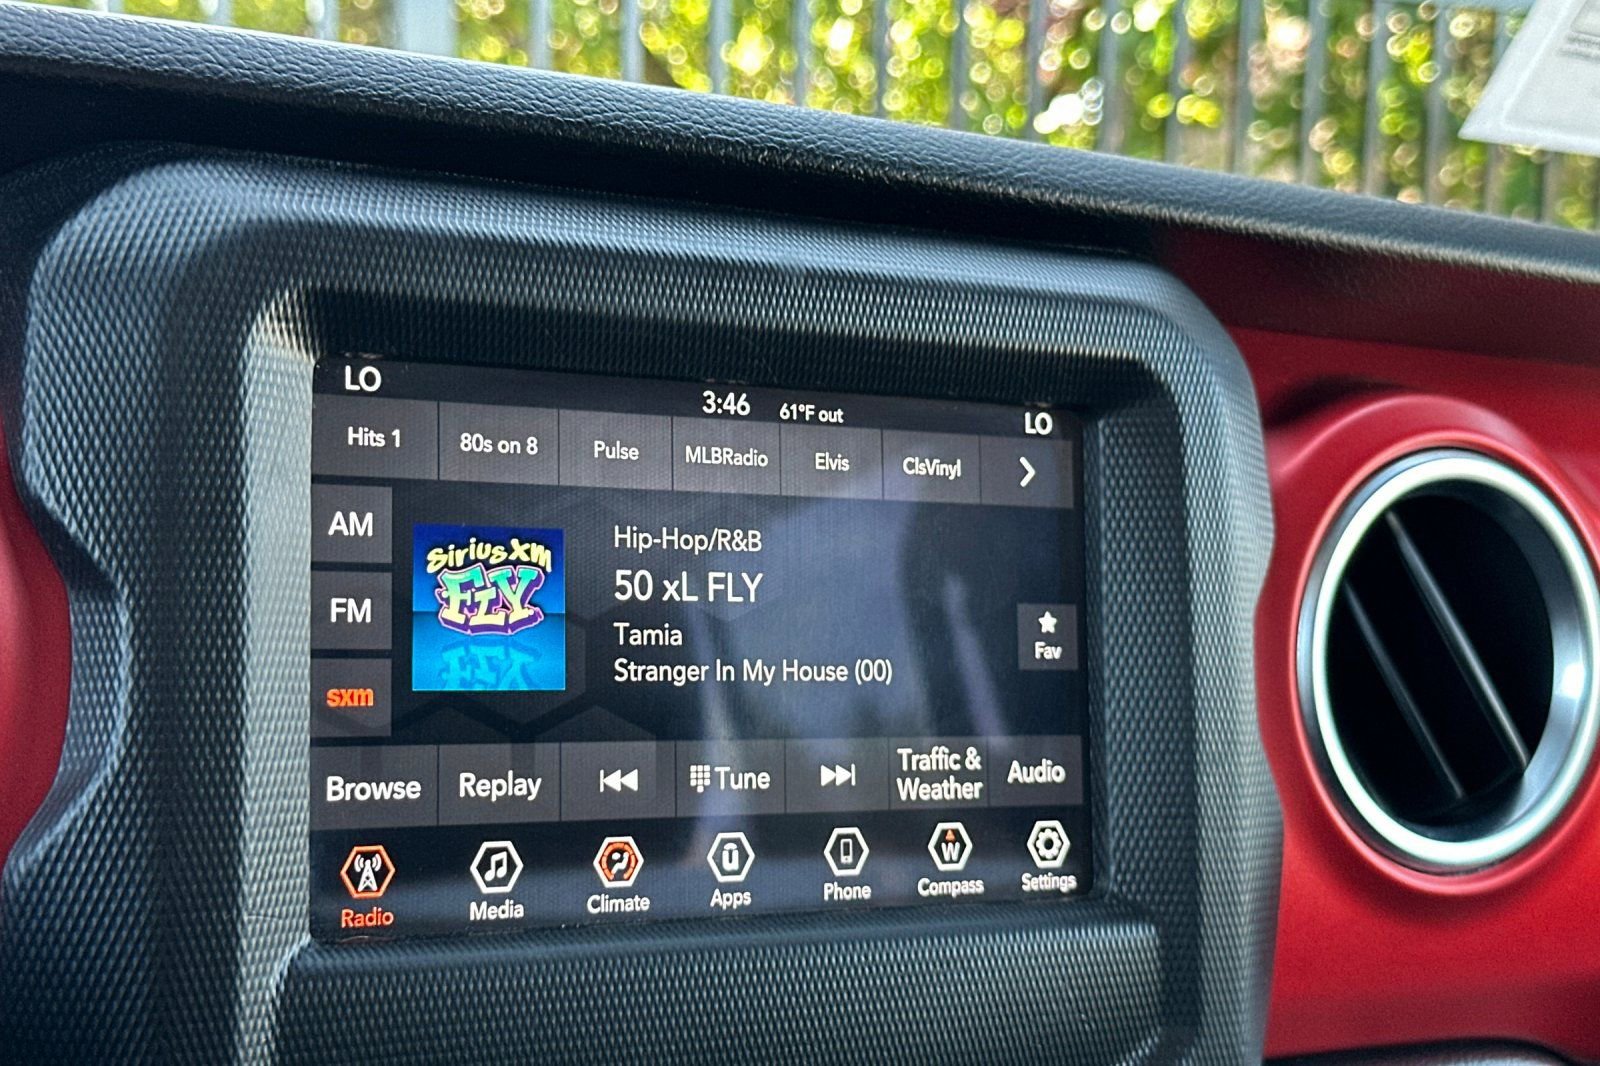 LO
3:46 61°F out
LO
Hits 1
80s on 8
Pulse
MLBRadio
Elvis
ClsVinyl
AM
FM
sxm
SiriusXM
FLY
Hip-Hop/R&B
50 xL FLY
Tamia
Stranger In My House (00)
Fav
Browse
Replay
Tune
Traffic &
Weather
Audio
Radio
Media
Climate
U
Apps
Phone
W
Compass
Settings